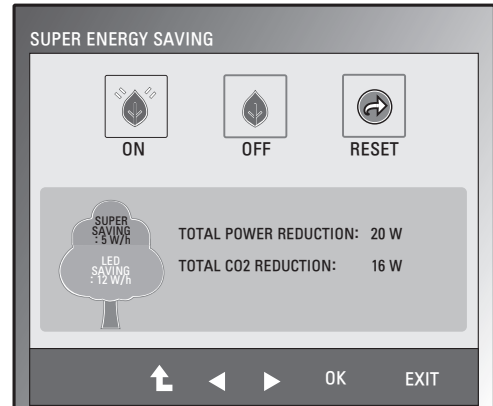 SUPER ENERGY SAVING
ON OFF RESET
SUPER
SAVING
: 5 W/h
LED
SAVING
: 12 W/h
TOTAL POWER REDUCTION: 20 W
TOTAL CO2 REDUCTION: 16 W
OK EXIT